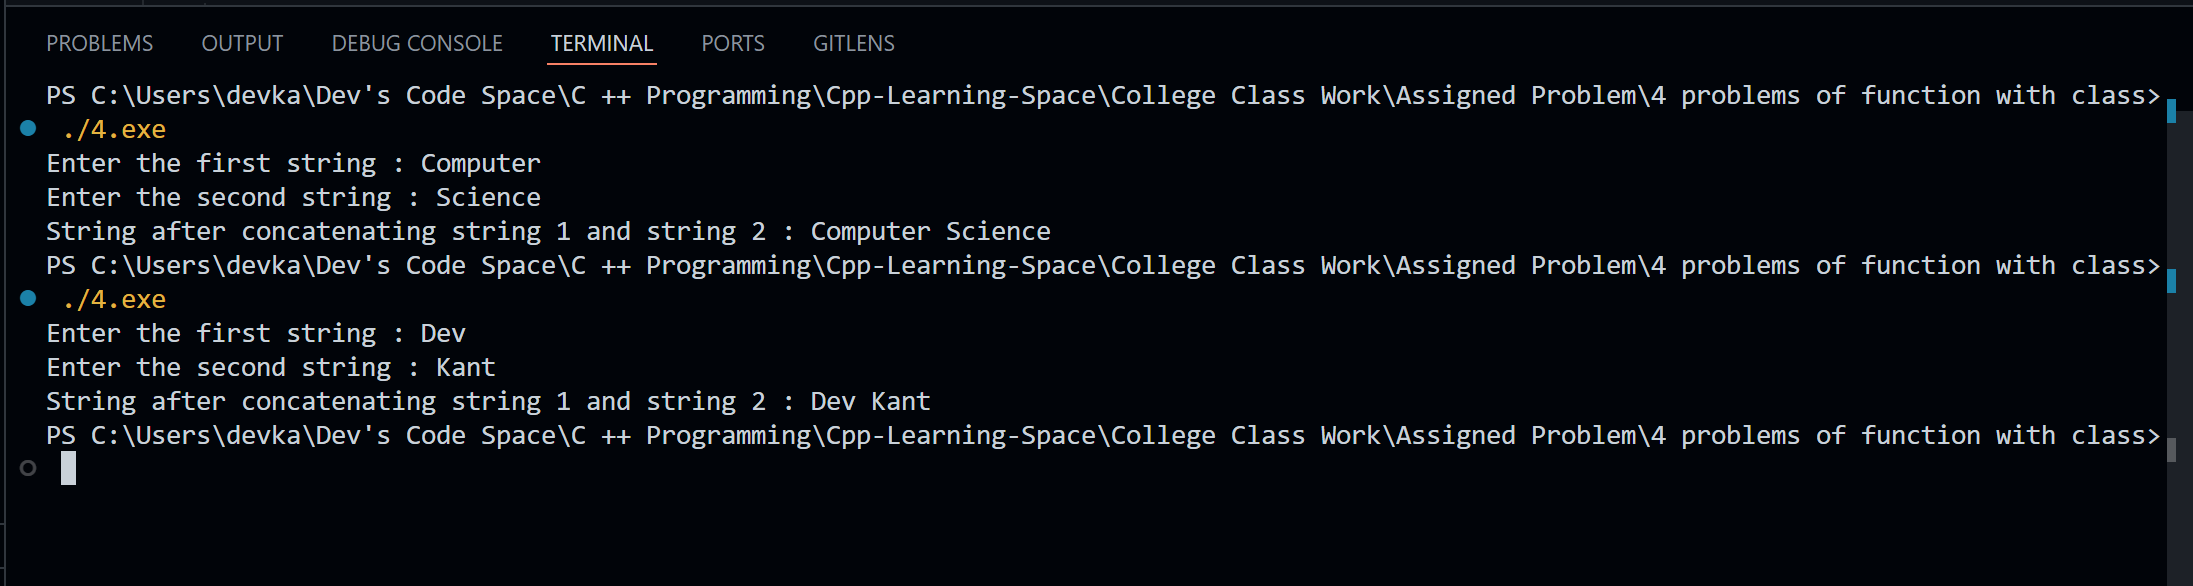 PROBLEMS OUTPUT DEBUG CONSOLE TERMINAL PORTS GITLENS
PS C:\Users\devka\Dev's Code Space\C ++ Programming\Cpp-Learning-Space\College Class Work\Assigned Problem\4 problems of function with class>
./4.exe
Enter the first string : Computer
Enter the second string : Science
String after concatenating string 1 and string 2 : Computer Science
PS C:\Users\devka\Dev's Code Space\C ++ Programming\Cpp-Learning-Space\College Class Work\Assigned Problem\4 problems of function with class>
./4.exe
Enter the first string : Dev
Enter the second string : Kant
String after concatenating string 1 and string 2 : Dev Kant
PS C:\Users\devka\Dev's Code Space\C ++ Programming\Cpp-Learning-Space\College Class Work\Assigned Problem\4 problems of function with class>